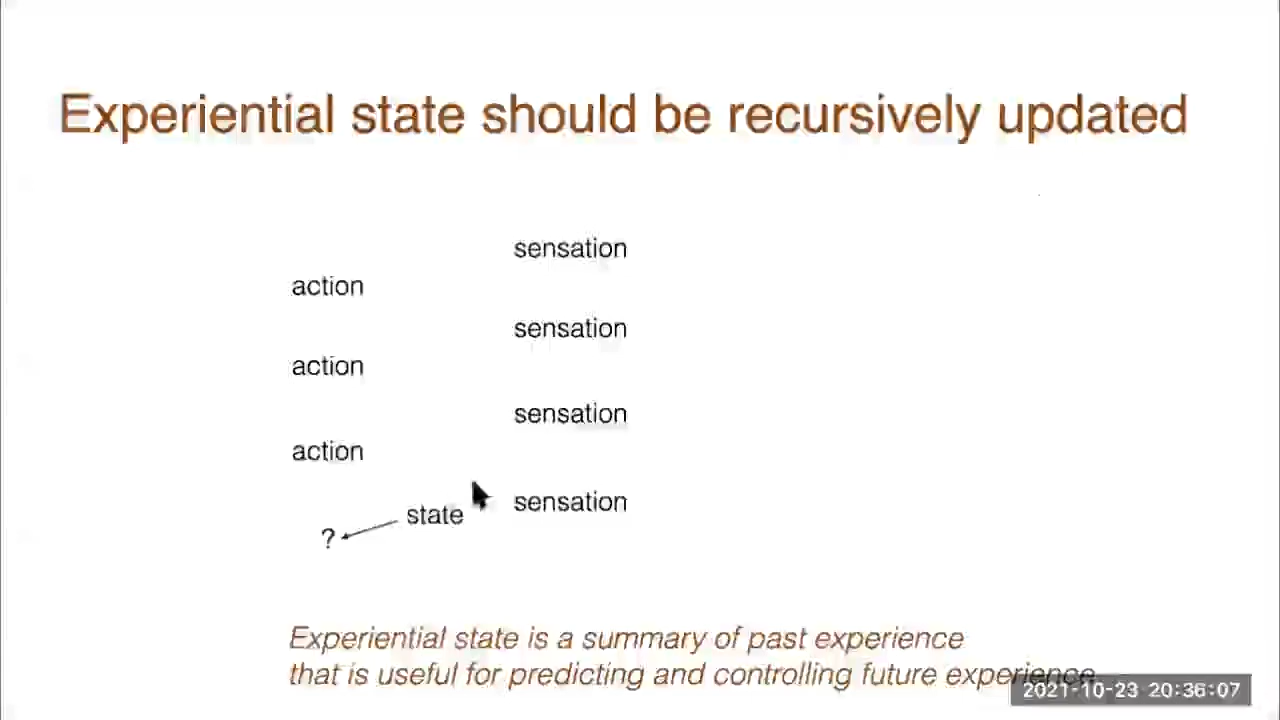 Experiential state should be recursively updated
sensation
action
sensation
action
sensation
action
sensation
state
?
Experiential state is a summary of past experience
that is useful for predicting and controlling future experience
2021-10-23 20:36:07